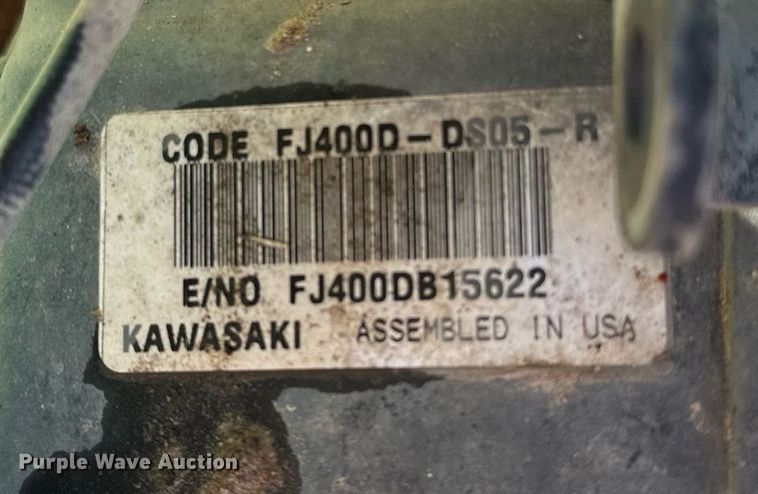 CODE FJ400D-DS05-R
E/NO FJ400DB15622
KAWASAKI ASSEMBLED IN USA
Purple Wave Auction